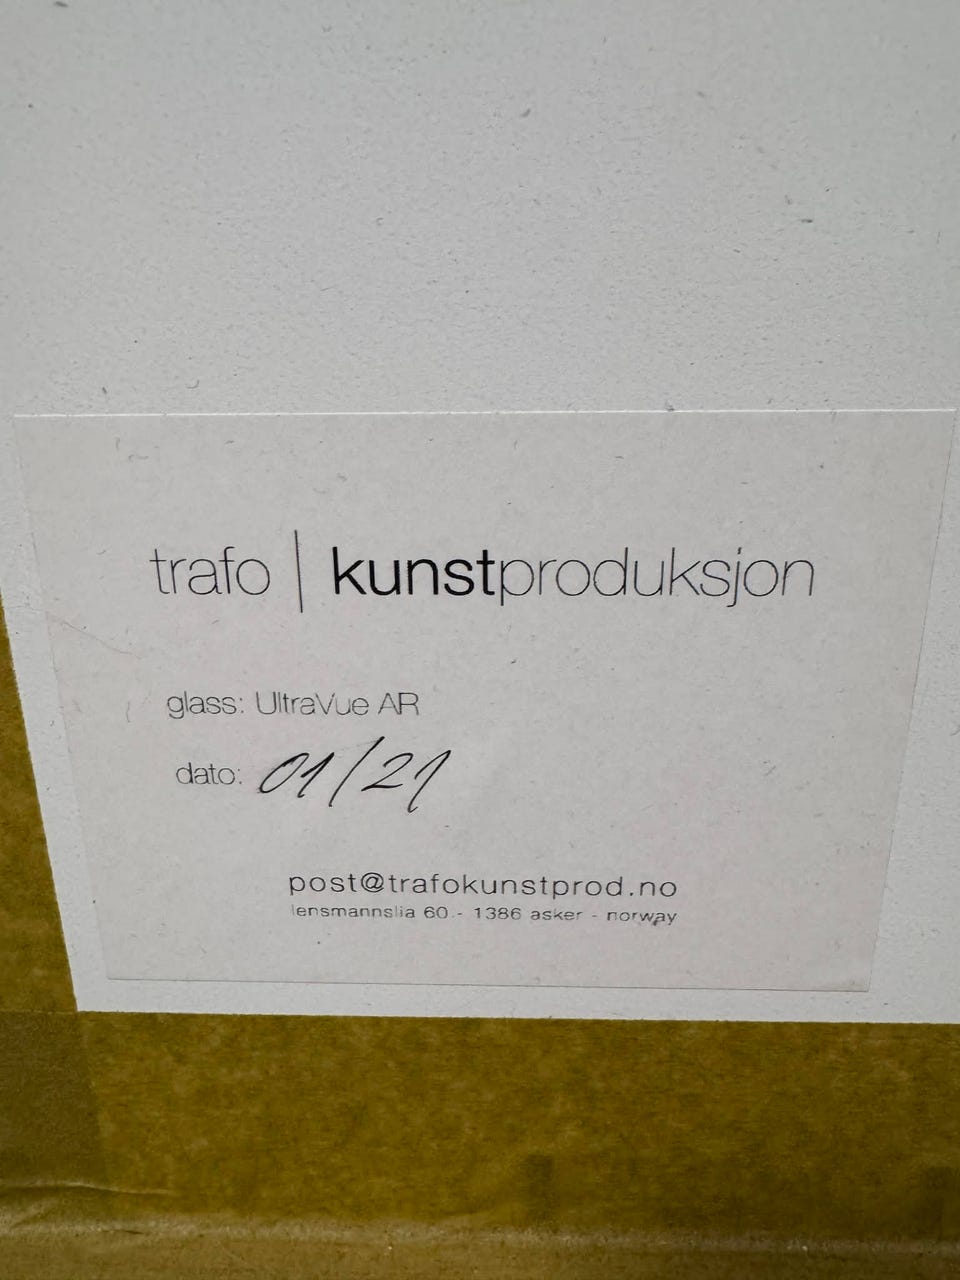 trafo | kunstproduksjon
glass: UltraVue AR
dato: 01/21
post@trafokunstprod.no
lensmannslia 60 - 1386 asker - norway